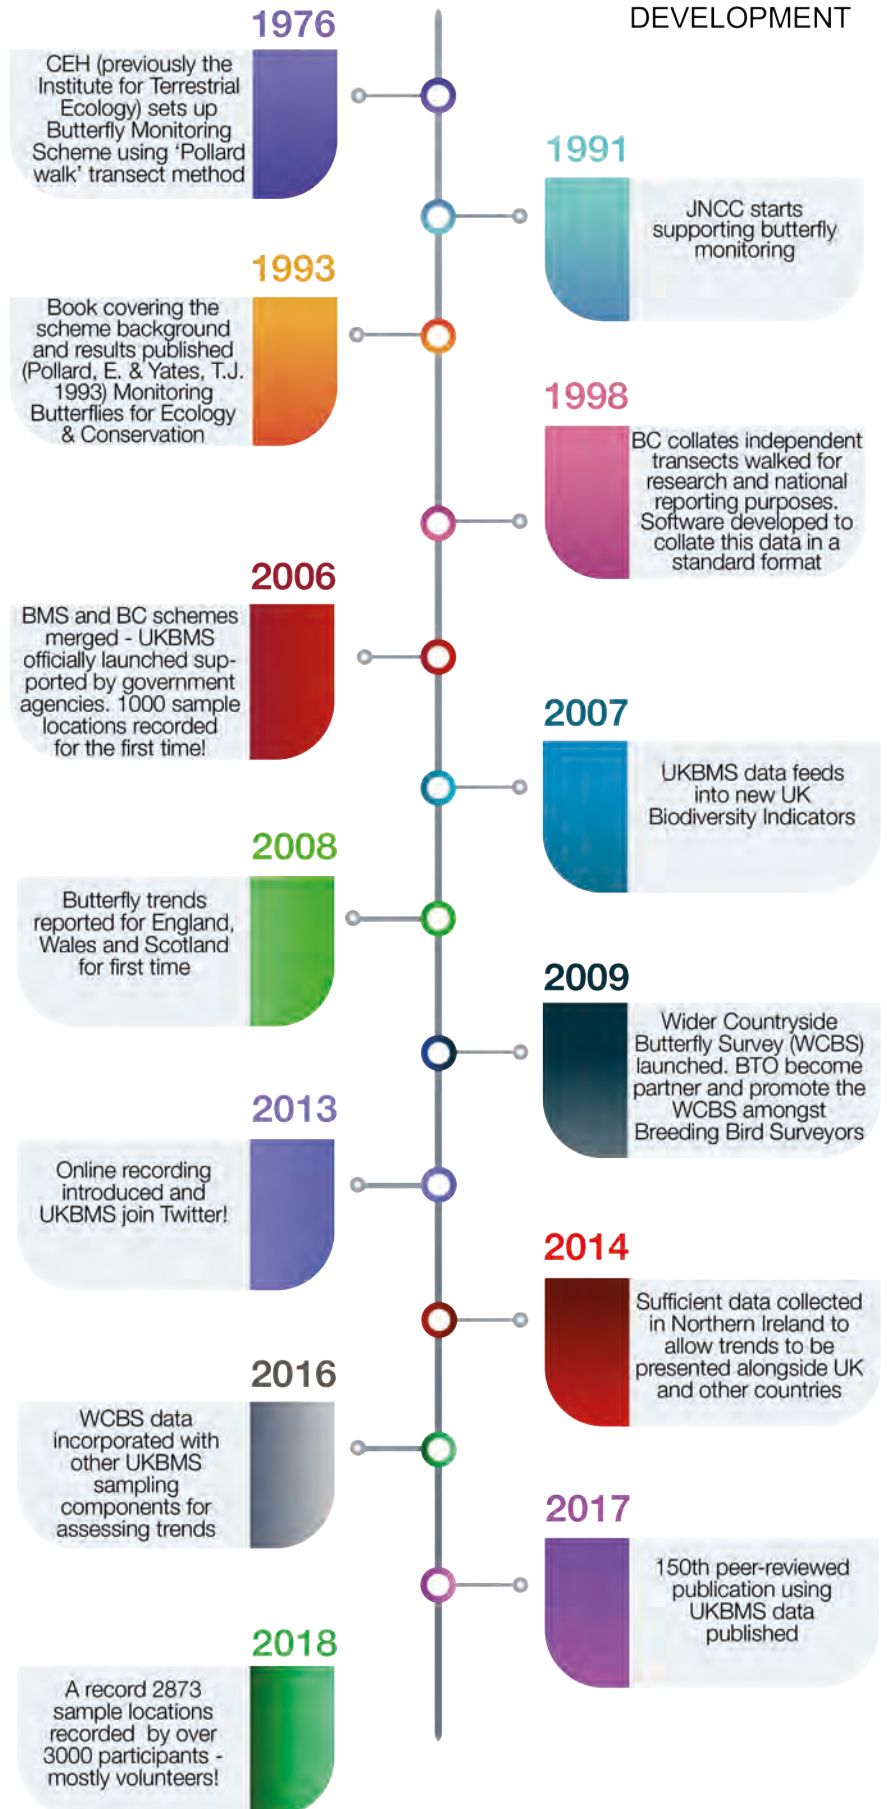 DEVELOPMENT
1976
CEH (previously the
Institute for Terrestrial
Ecology) sets up
Butterfly Monitoring
Scheme using ‘Pollard
walk’ transect method
1991
JNCC starts
supporting butterfly
monitoring
1993
Book covering the
scheme background
and results published
(Pollard, E. & Yates, T.J.
1993) Monitoring
Butterflies for Ecology
& Conservation
1998
BC collates independent
transects walked for
research and national
reporting purposes.
Software developed to
collate this data in a
standard format
2006
BMS and BC schemes
merged - UKBMS
officially launched sup-
ported by government
agencies. 1000 sample
locations recorded
for the first time!
2007
UKBMS data feeds
into new UK
Biodiversity Indicators
2008
Butterfly trends
reported for England,
Wales and Scotland
for first time
2009
Wider Countryside
Butterfly Survey (WCBS)
launched. BTO become
partner and promote the
WCBS amongst
Breeding Bird Surveyors
2013
Online recording
introduced and
UKBMS join Twitter!
2014
Sufficient data collected
in Northern Ireland to
allow trends to be
presented alongside UK
and other countries
2016
WCBS data
incorporated with
other UKBMS
sampling
components for
assessing trends
2017
150th peer-reviewed
publication using
UKBMS data
published
2018
A record 2873
sample locations
recorded by over
3000 participants -
mostly volunteers!